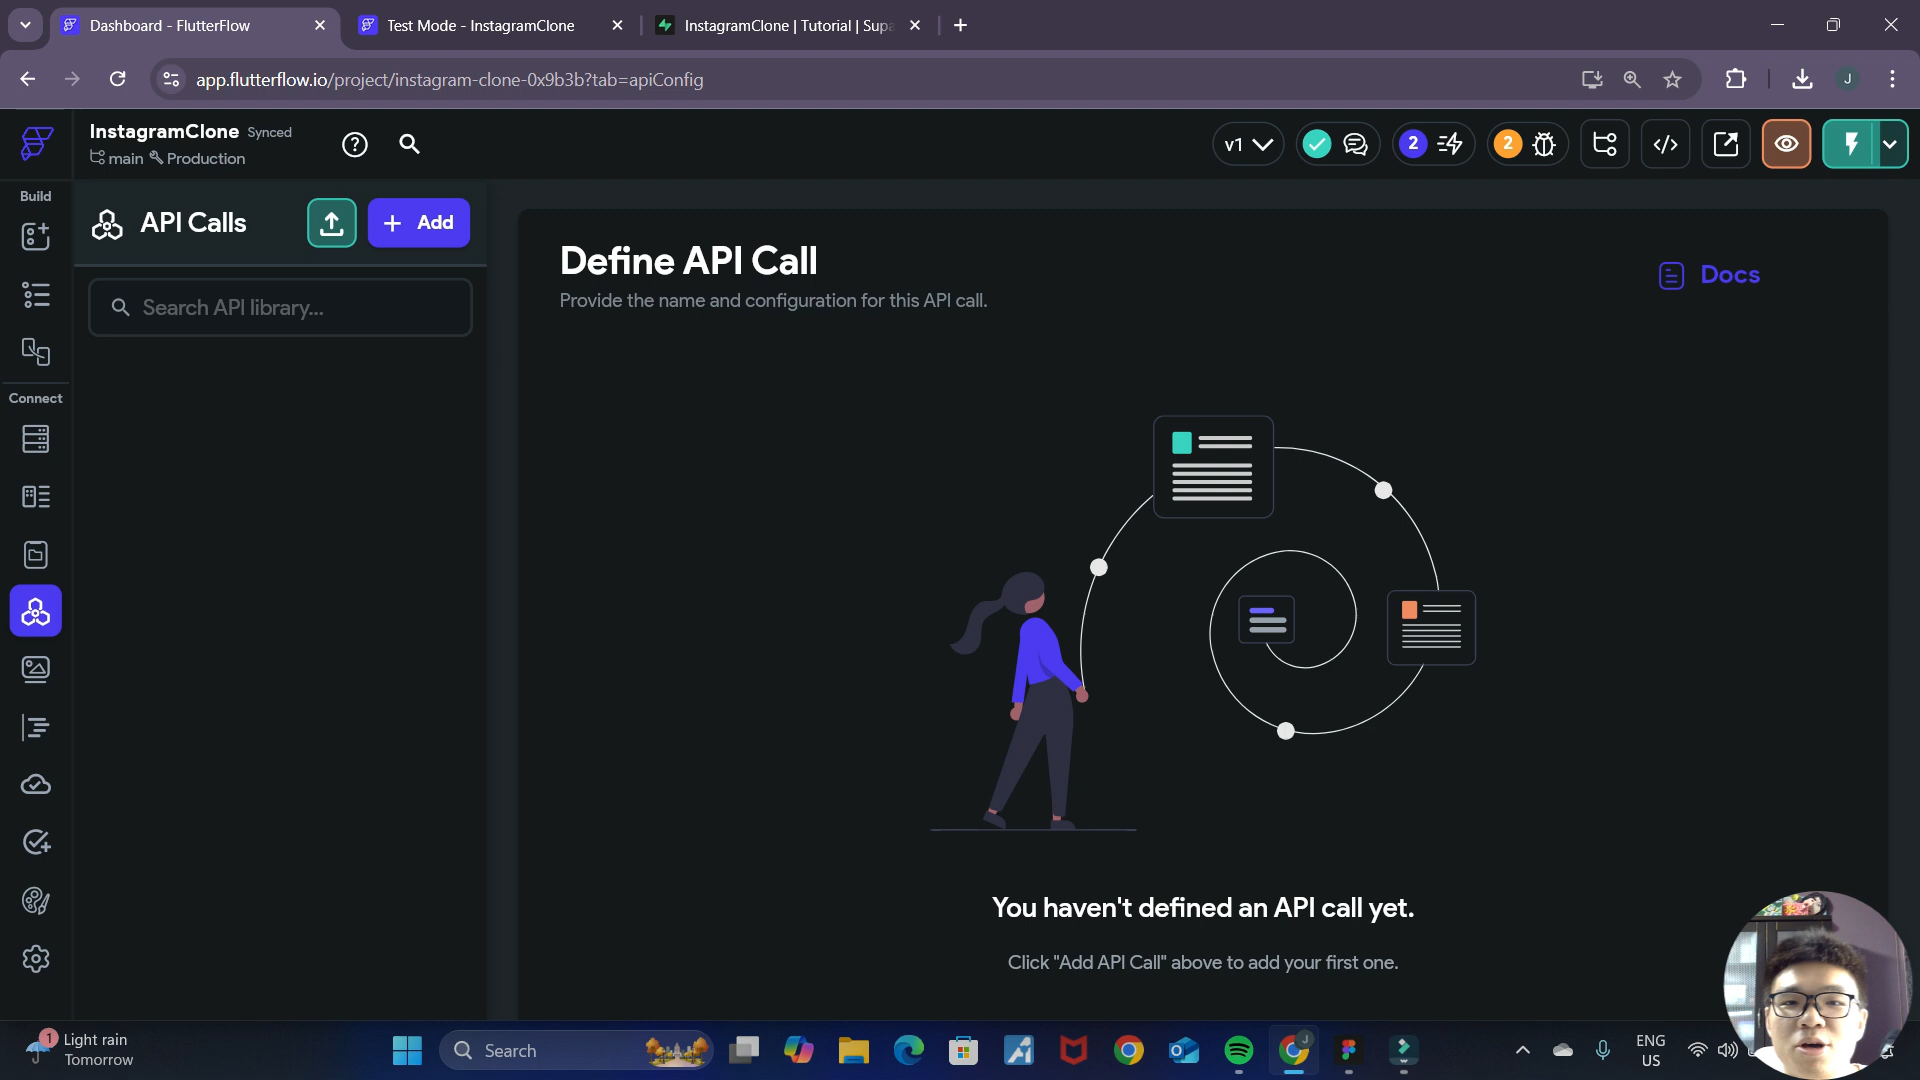 Dashboard - FlutterFlow
Test Mode - InstagramClone
InstagramClone | Tutorial | Supa
app.flutterflow.io/project/instagram-clone-0x9b3b?tab=apiConfig
J
InstagramClone Synced
main Production
v1
2
2
Build
Connect
API Calls
+ Add
Search API library...
Define API Call
Provide the name and configuration for this API call.
Docs
You haven't defined an API call yet.
Click "Add API Call" above to add your first one.
1
Light rain
Tomorrow
Search
J
ENG
US